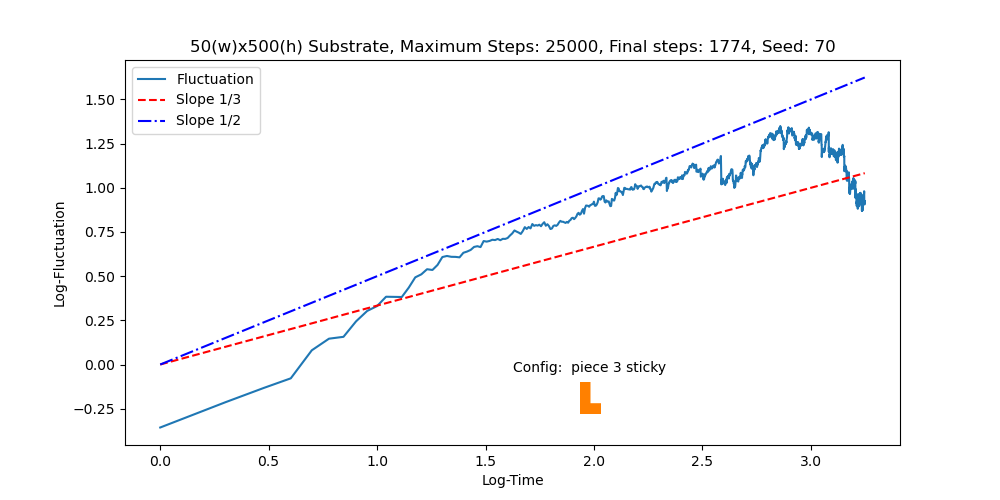 50(w)x500(h) Substrate, Maximum Steps: 25000, Final steps: 1774, Seed: 70
Fluctuation
Slope 1/3
Slope 1/2
1.50
1.25
1.00
0.75
0.50
0.25
0.00
−0.25
Log-Fluctuation
Config:  piece 3 sticky
0.0 0.5 1.0 1.5 2.0 2.5 3.0
Log-Time